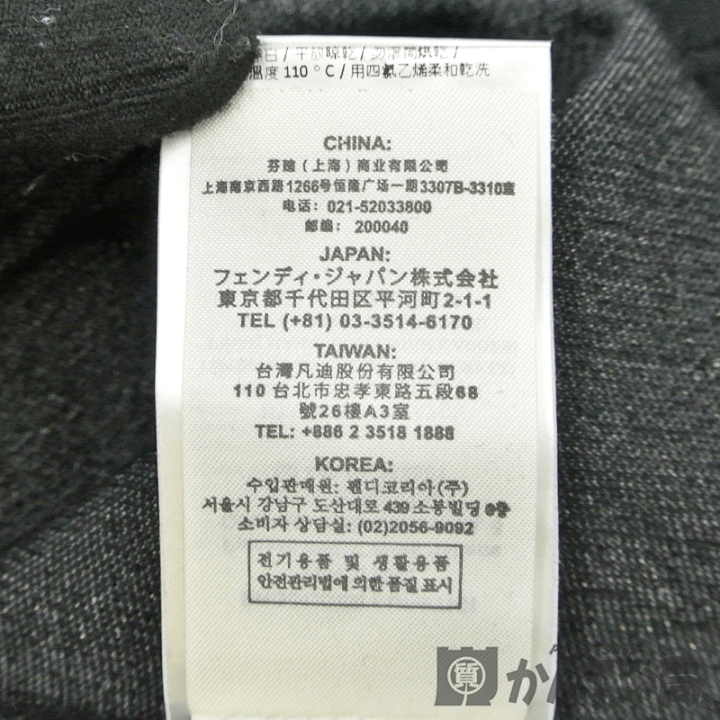 平放晾乾 /
溫度 110 °C / 用四氯乙烯柔和乾洗
CHINA:
芬迪（上海）商业有限公司
上海南京西路1266号恒隆广场一期3307B-3310室
电话: 021-52033800
邮编: 200040
JAPAN:
フェンディ・ジャパン株式会社
東京都千代田区平河町2-1-1
TEL (+81) 03-3514-6170
TAIWAN:
台灣凡迪股份有限公司
110 台北市忠孝東路五段68
號26樓A3室
TEL: +886 2 3518 1888
KOREA:
수입판매원: 펜디코리아(주)
서울시 강남구 도산대로 439 소봉빌딩
소비자 상담실: (02)2056-9092
전기용품 및 생활용품
안전관리법에 의한 품질 표시
質
か